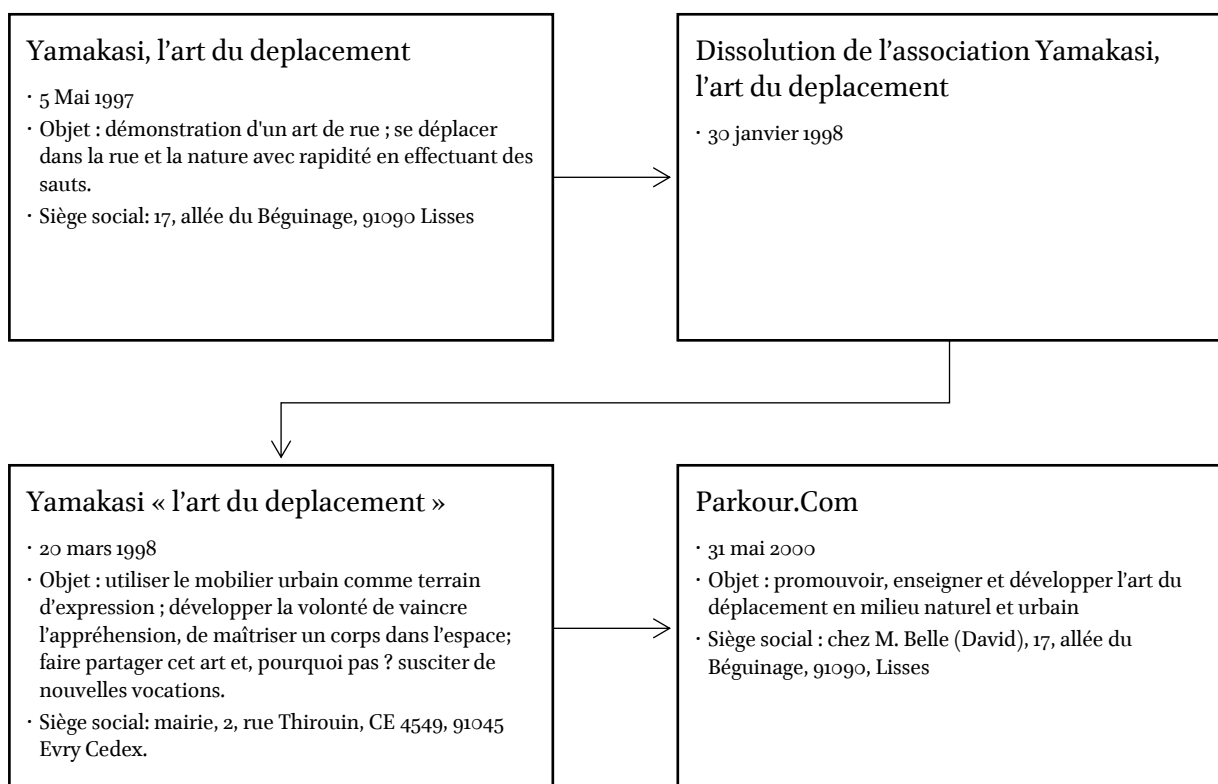 Yamakasi, l'art du deplacement
· 5 Mai 1997
· Objet : démonstration d'un art de rue ; se déplacer
dans la rue et la nature avec rapidité en effectuant des
sauts.
· Siège social: 17, allée du Béguinage, 91090 Lisses
Dissolution de l'association Yamakasi,
l'art du deplacement
· 30 janvier 1998
Yamakasi « l'art du deplacement »
· 20 mars 1998
· Objet : utiliser le mobilier urbain comme terrain
d'expression ; développer la volonté de vaincre
l'appréhension, de maîtriser un corps dans l'espace;
faire partager cet art et, pourquoi pas ? susciter de
nouvelles vocations.
· Siège social: mairie, 2, rue Thirouin, CE 4549, 91045
Evry Cedex.
Parkour.Com
· 31 mai 2000
· Objet : promouvoir, enseigner et développer l'art du
déplacement en milieu naturel et urbain
· Siège social : chez M. Belle (David), 17, allée du
Béguinage, 91090, Lisses